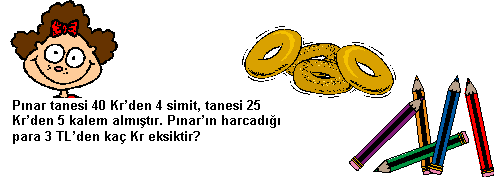 Pınar tanesi 40 Kr’den 4 simit, tanesi 25
Kr’den 5 kalem almıştır. Pınar’ın harcadığı
para 3 TL’den kaç Kr eksiktir?